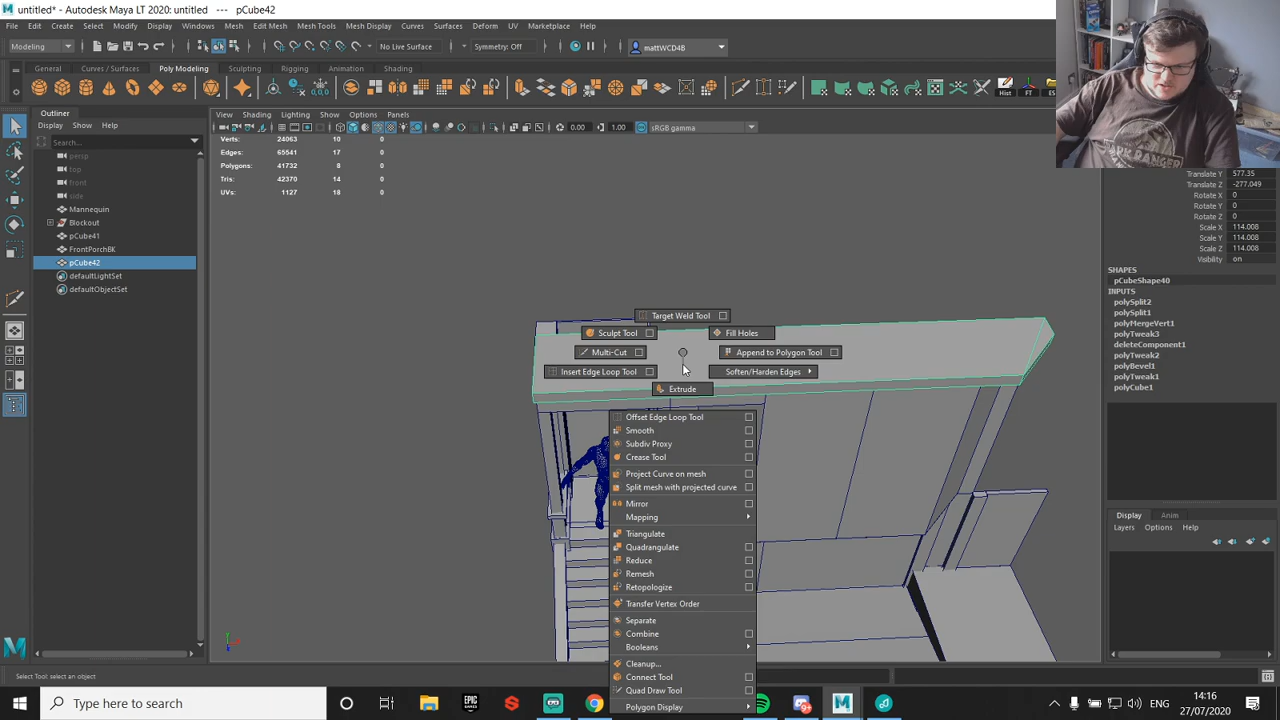 untitled* - Autodesk Maya LT 2020: untitled --- pCube42
File Edit Create Select Modify Display Windows Mesh Edit Mesh Mesh Tools Mesh Display Curves Surfaces Deform UV Marketplace Help
Modeling No Live Surface Symmetry: Off mattWCD4B
General Curves / Surfaces Poly Modeling Sculpting Rigging Animation Shading
Hist FT
Outliner
Display Show Help
Search...
persp
top
front
side
Mannequin
Blockout
pCube41
FrontPorchBK
pCube42
defaultLightSet
defaultObjectSet
View Shading Lighting Show Options Panels
0.00 1.00 sRGB gamma
Verts: 24063 10 0
Edges: 65541 17 0
Polygons: 41732 8 0
Tris: 42370 14 0
UVs: 1127 18 0
Target Weld Tool
Sculpt Tool Fill Holes
Multi-Cut Append to Polygon Tool
Insert Edge Loop Tool Soften/Harden Edges
Extrude
Offset Edge Loop Tool
Smooth
Subdiv Proxy
Crease Tool
Project Curve on mesh
Split mesh with projected curve
Mirror
Mapping
Triangulate
Quadrangulate
Reduce
Remesh
Retopologize
Transfer Vertex Order
Separate
Combine
Booleans
Cleanup...
Connect Tool
Quad Draw Tool
Polygon Display
Translate Y 577.35
Translate Z -277.049
Rotate X 0
Rotate Y 0
Rotate Z 0
Scale X 114.008
Scale Y 114.008
Scale Z 114.008
Visibility on
SHAPES
pCubeShape40
INPUTS
polySplit2
polySplit1
polyMergeVert1
polyTweak3
deleteComponent1
polyTweak2
polyBevel1
polyTweak1
polyCube1
Display Anim
Layers Options Help
Select Tool: select an object
Type here to search
ENG
14:16
27/07/2020